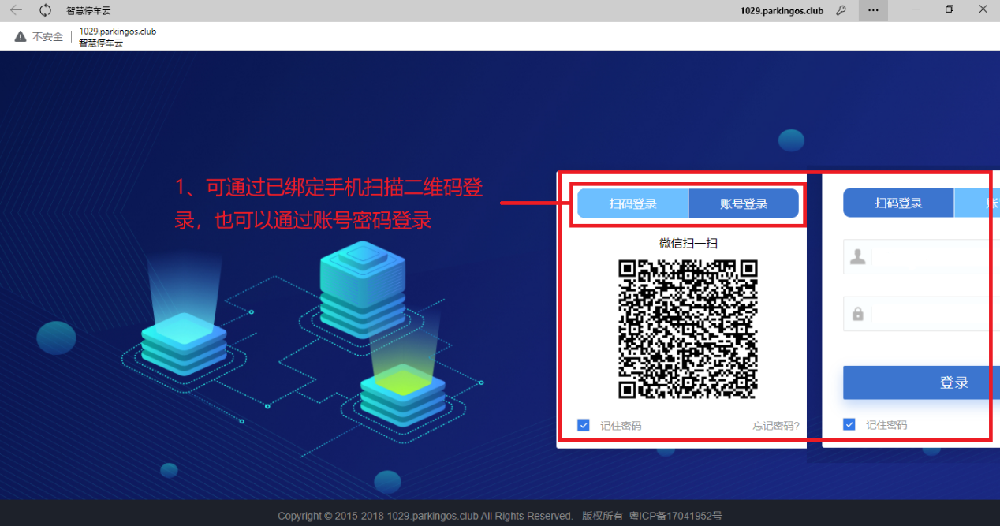 智慧停车云
1029.parkingos.club
不安全
1029.parkingos.club
智慧停车云
1、可通过已绑定手机扫描二维码登
录，也可以通过账号密码登录
扫码登录
账号登录
微信扫一扫
记住密码
忘记密码?
扫码登录
账号
登录
记住密码
Copyright © 2015-2018 1029.parkingos.club All Rights Reserved. 版权所有 粤ICP备17041952号